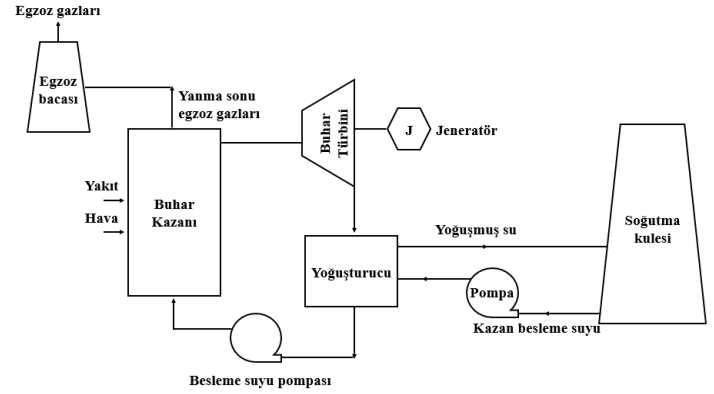 Egzoz gazları
Egzoz
bacası
Yanma sonu
egzoz gazları
Buhar
Türbini
J
Jeneratör
Yakıt
Hava
Buhar
Kazanı
Soğutma
kulesi
Yoğuşmuş su
Yoğuşturucu
Pompa
Kazan besleme suyu
Besleme suyu pompası